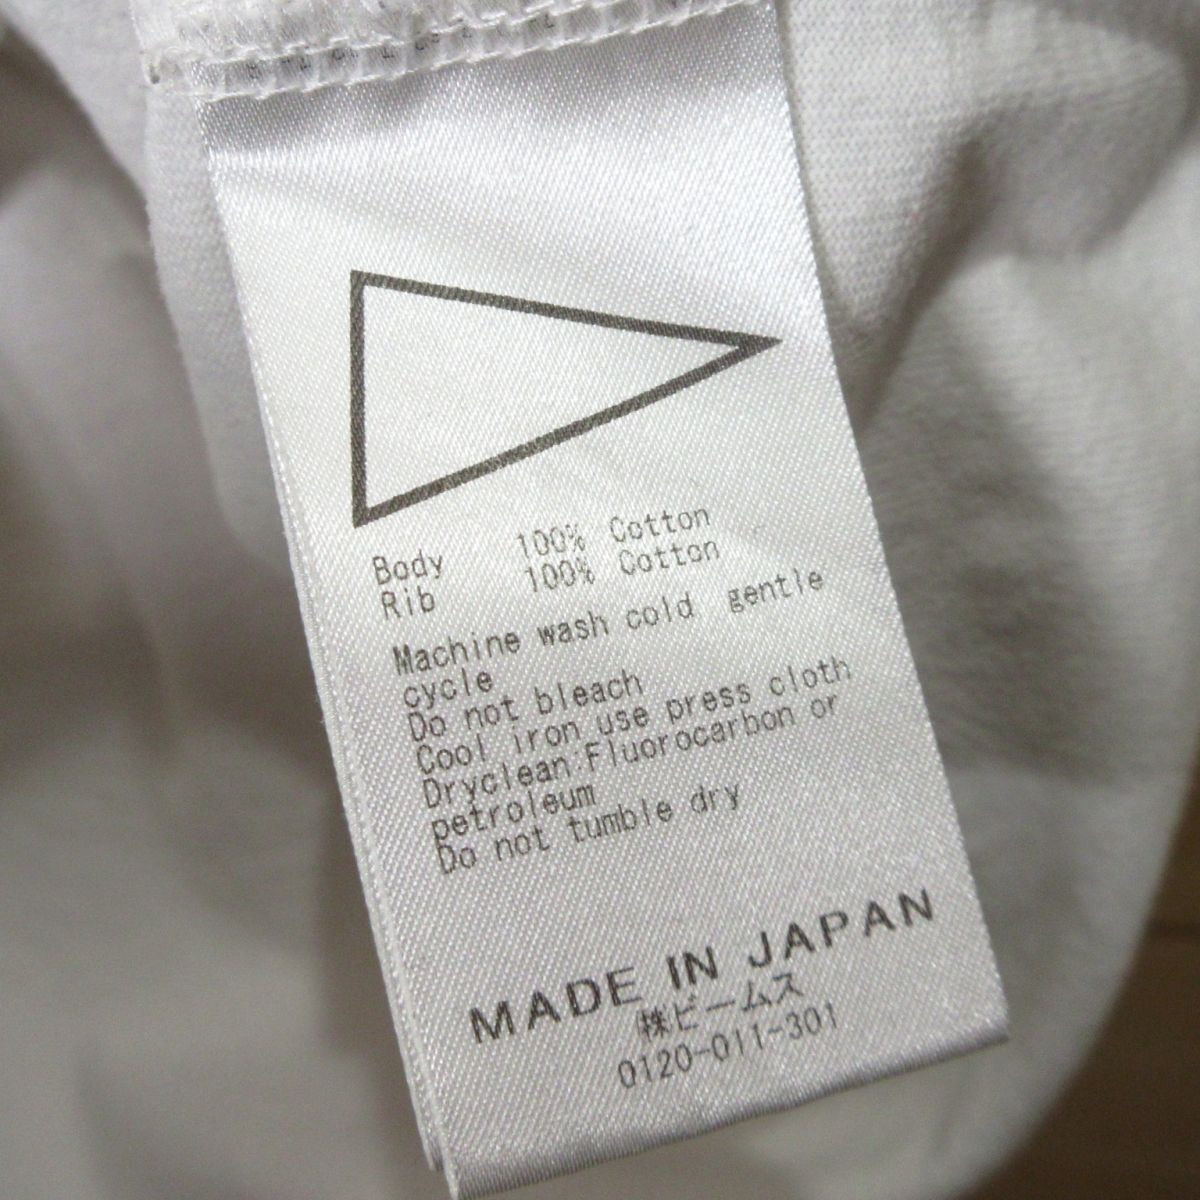 Body 100% Cotton
Rib 100% Cotton
Machine wash cold gentle
cycle
Do not bleach
Cool iron use press cloth
Dryclean:Fluorocarbon or
petroleum
Do not tumble dry
MADE IN JAPAN
㈱ビームス
0120-011-301